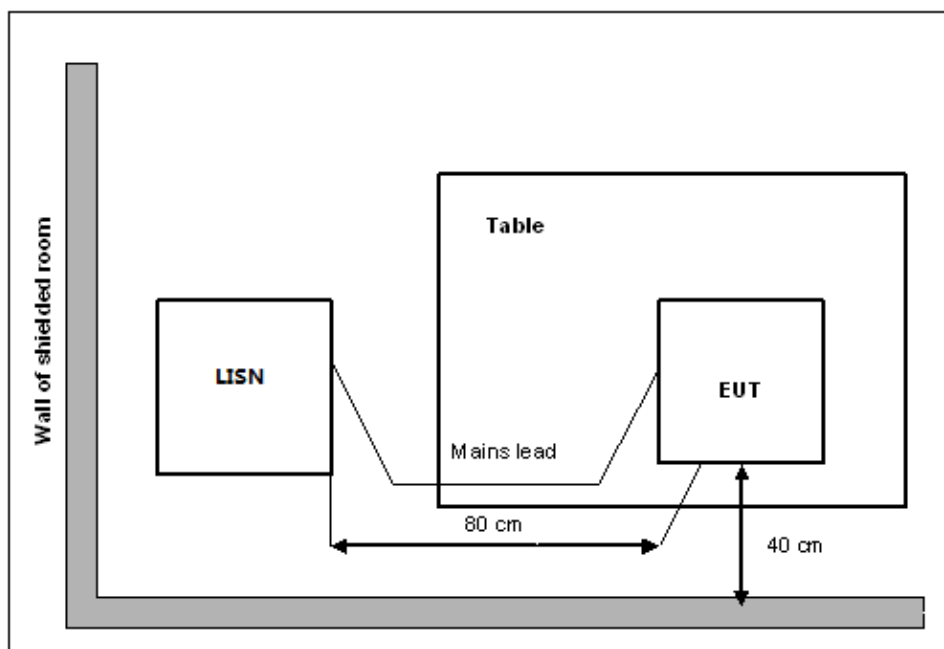 Wall of shielded room
Table
LISN
EUT
Mains lead
80 cm
40 cm